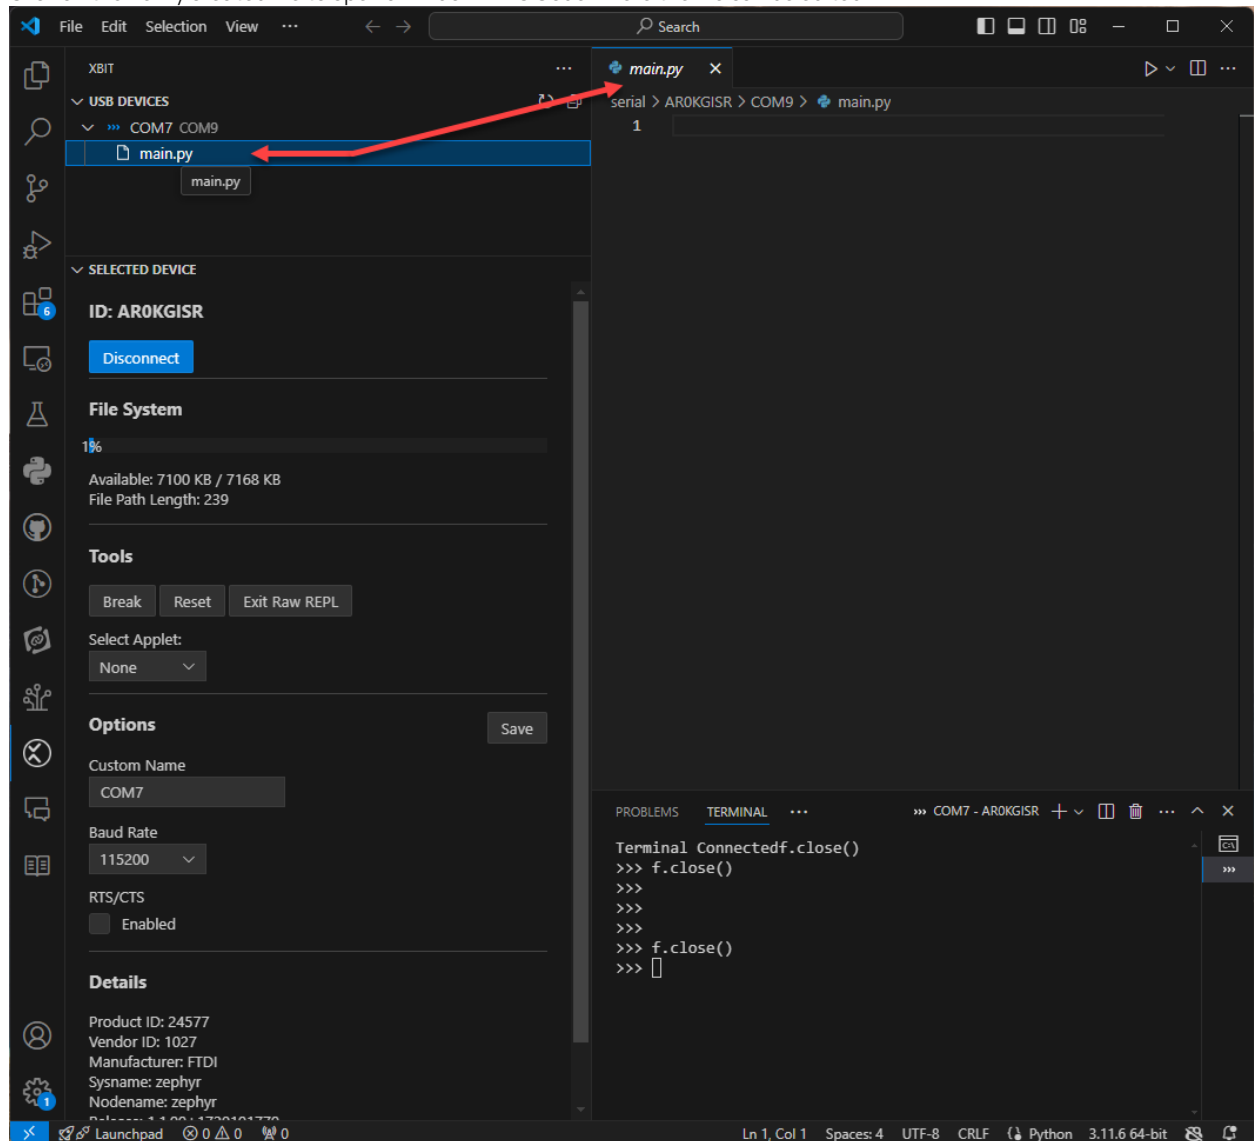 File Edit Selection View ··· Search
XBIT
USB DEVICES
COM7 COM9
main.py
main.py
SELECTED DEVICE
ID: AR0KGISR
Disconnect
File System
1%
Available: 7100 KB / 7168 KB
File Path Length: 239
Tools
Break Reset Exit Raw REPL
Select Applet:
None
Options Save
Custom Name
COM7
Baud Rate
115200
RTS/CTS
Enabled
Details
Product ID: 24577
Vendor ID: 1027
Manufacturer: FTDI
Sysname: zephyr
Nodename: zephyr
6
1
main.py
serial > AR0KGISR > COM9 > main.py
1
PROBLEMS TERMINAL ··· COM7 - AR0KGISR
Terminal Connectedf.close()
>>> f.close()
>>>
>>>
>>>
>>> f.close()
>>>
Launchpad 0 0 0 Ln 1, Col 1 Spaces: 4 UTF-8 CRLF Python 3.11.6 64-bit